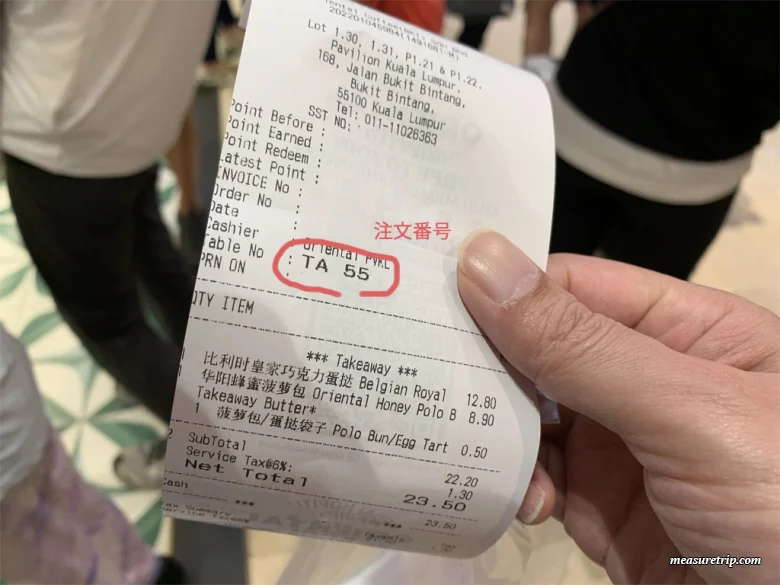 Lot 1.30, 1.31, P1.21 & P1.22,
Pavilion Kuala Lumpur,
168, Jalan Bukit Bintang,
Bukit Bintang,
55100 Kuala Lumpur
Tel: 011-11026363
SST NO:
Point Before :
Point Earned :
Point Redeem :
Latest Point :
INVOICE No :
Order No :
Date
Cashier : Oriental PVKL
Table No : TA 55
PRN ON :
注文番号
QTY ITEM
*** Takeaway ***
比利时皇家巧克力蛋挞 Belgian Royal 12.80
华阳蜂蜜菠萝包 Oriental Honey Polo B 8.90
Takeaway Butter*
1 菠萝包/蛋挞袋子 Polo Bun/Egg Tart 0.50
SubTotal 22.20
Service Tax@6%: 1.30
Net Total 23.50
Cash 23.50
***
measuretrip.com